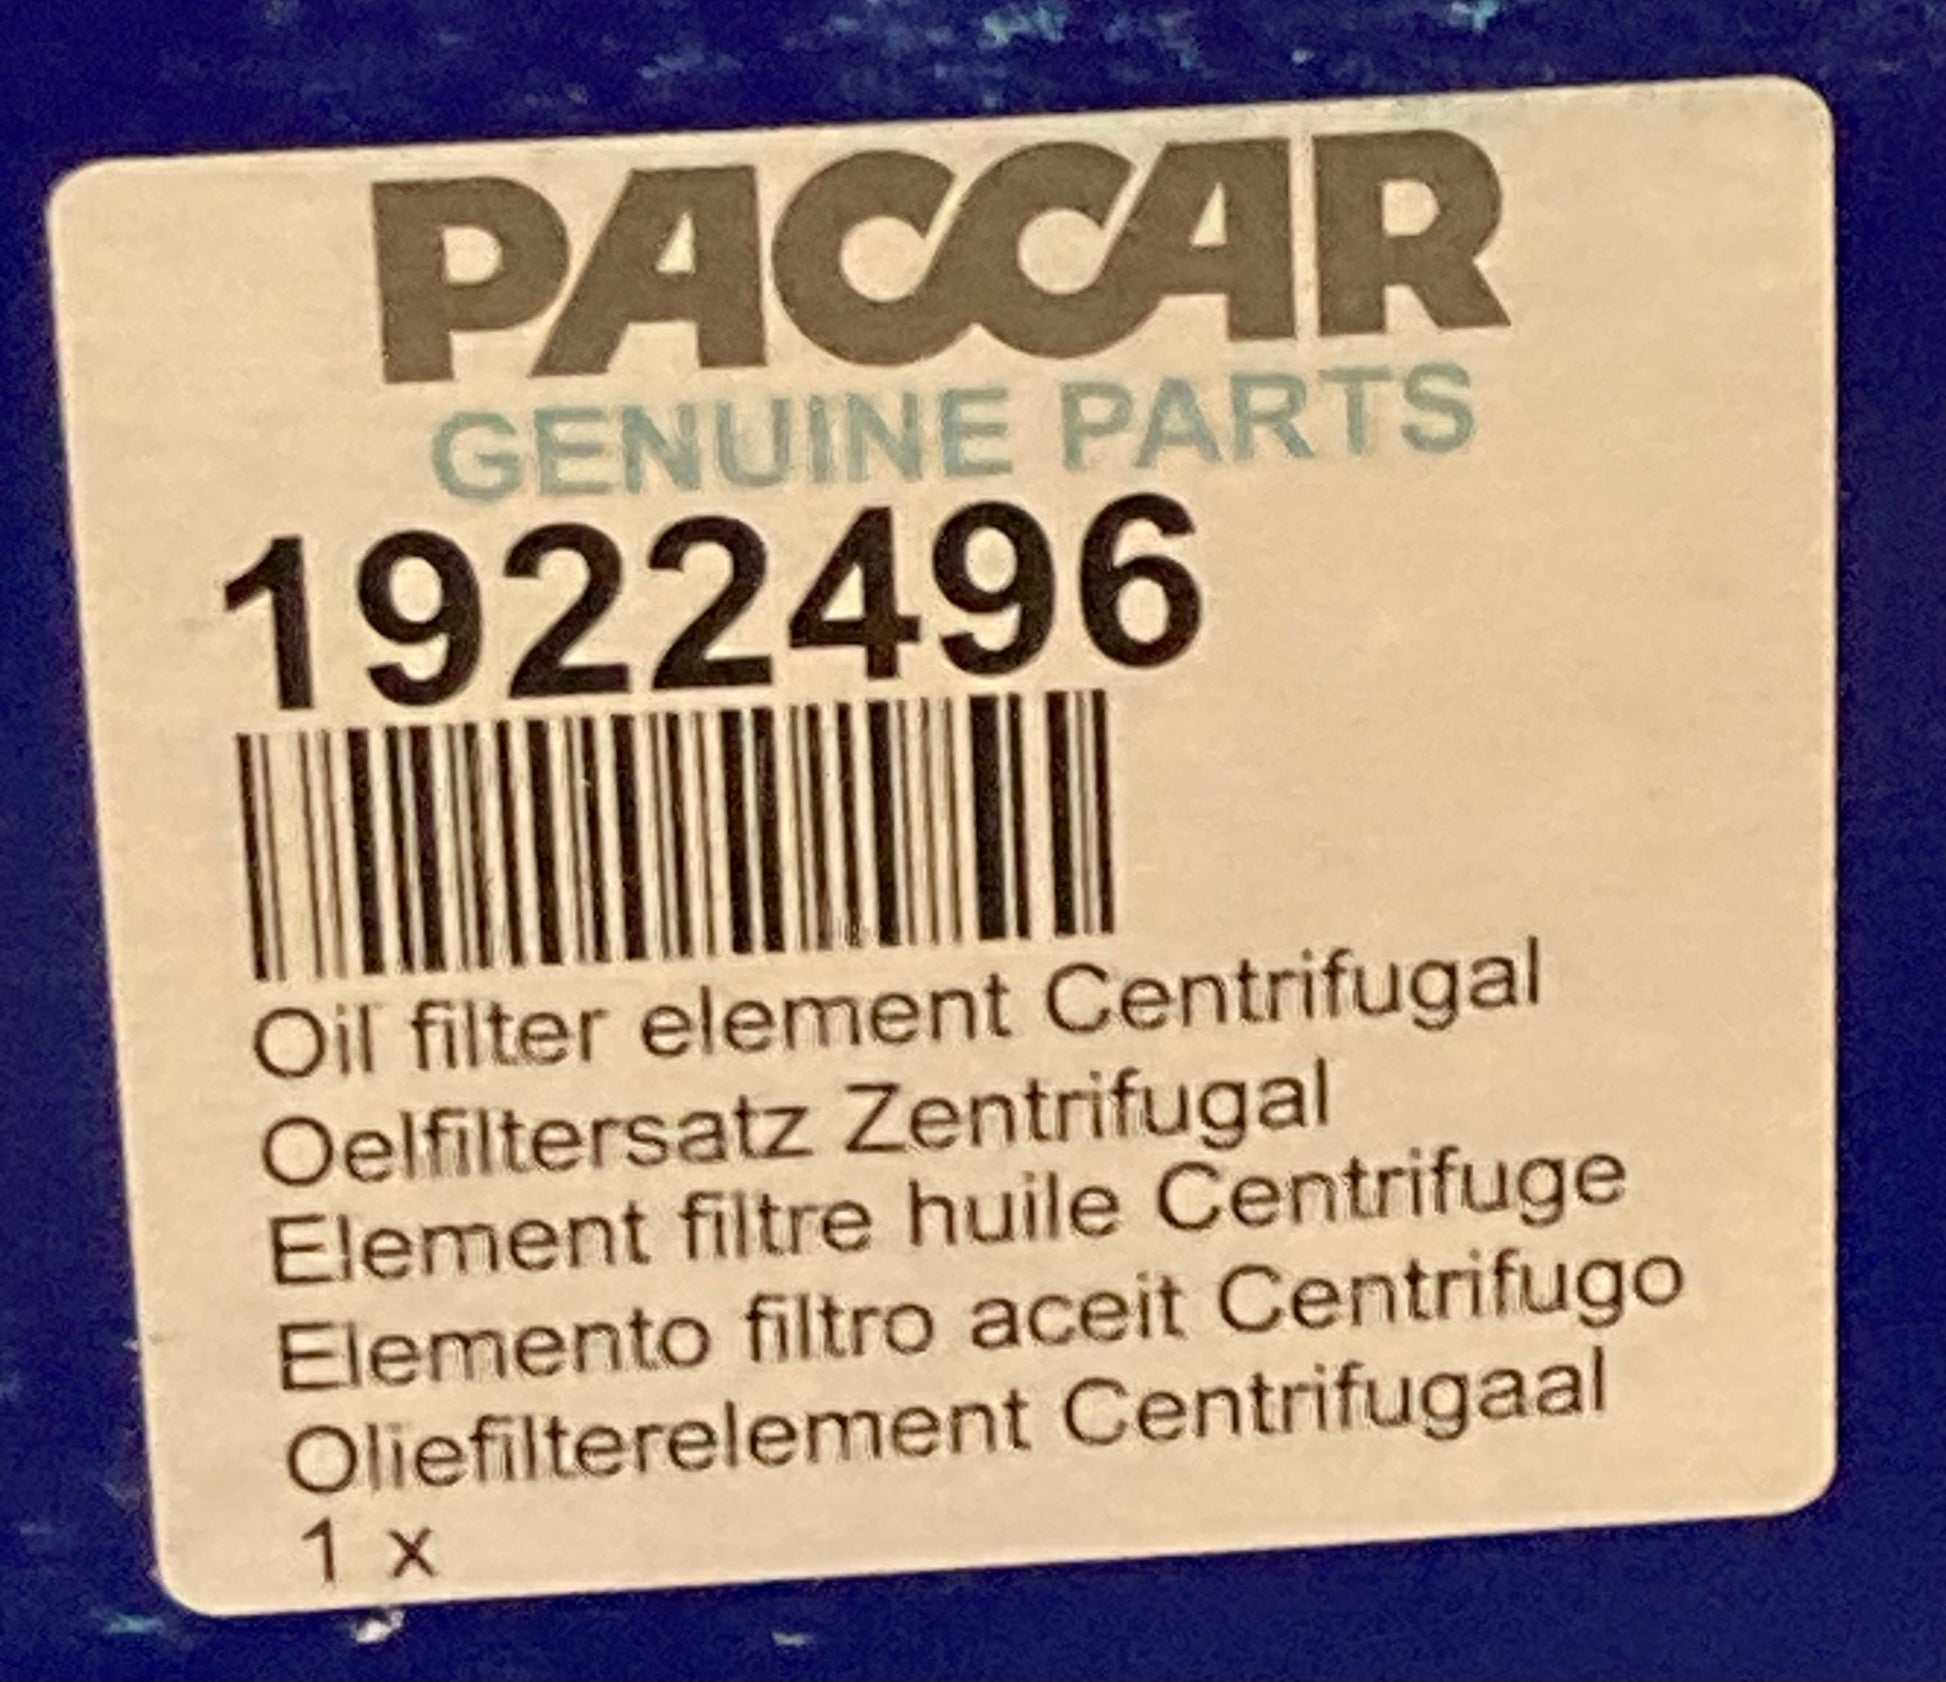 PACCAR
GENUINE PARTS
1922496
Oil filter element Centrifugal
Oelfiltersatz Zentrifugal
Element filtre huile Centrifuge
Elemento filtro aceit Centrifugo
Oliefilterelement Centrifugaal
1 x